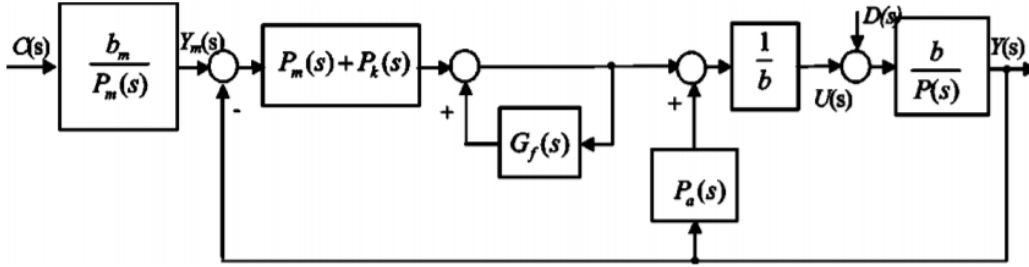 C(s)
b_m
P_m(s)
Y_m(s)
-
P_m(s)+P_k(s)
+
G_f(s)
+
P_a(s)
1
b
U(s)
D(s)
b
P(s)
Y(s)